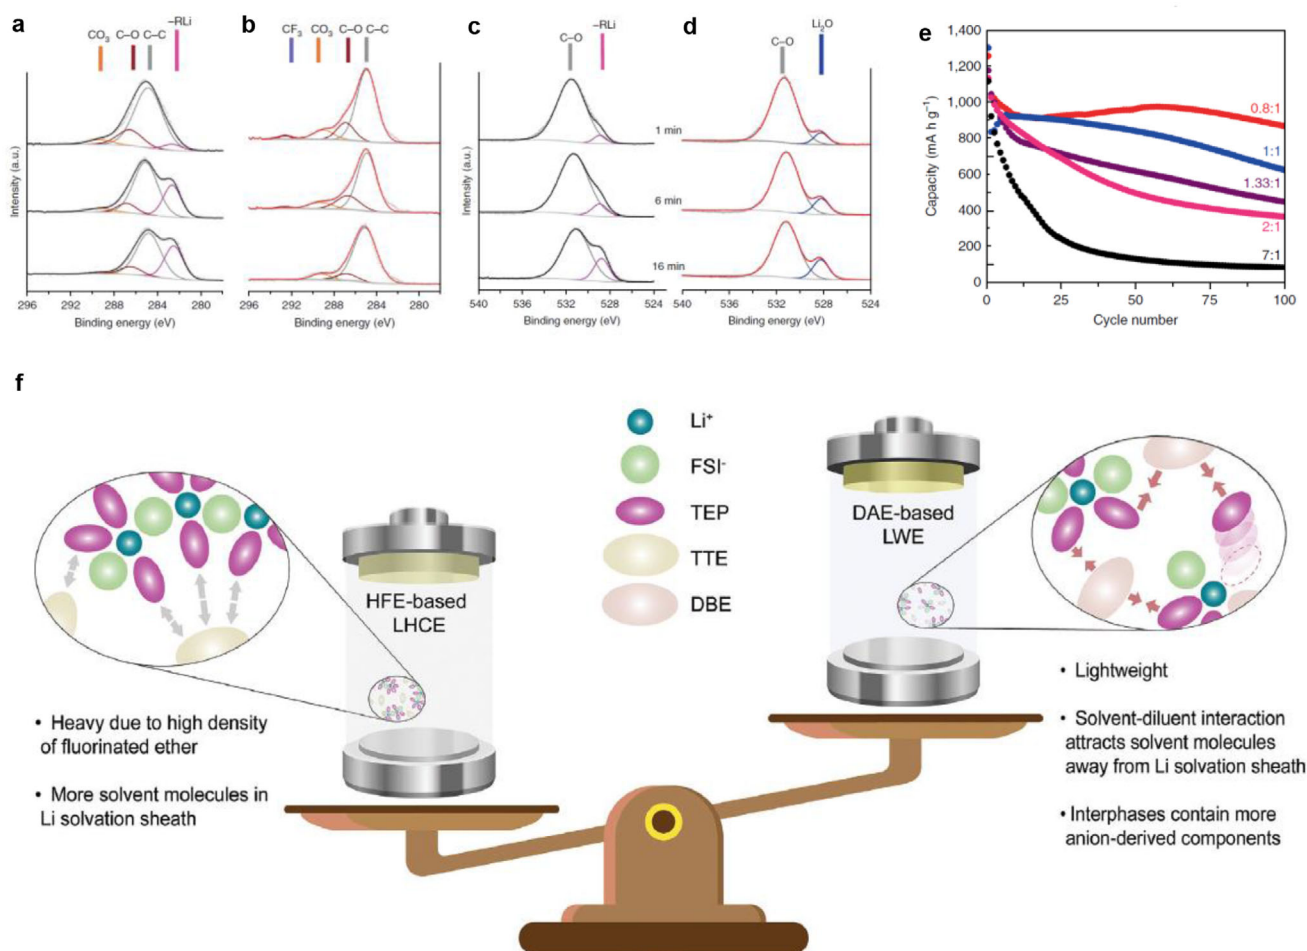 a
CO₃ C–O C–C –RLi
Intensity (a.u.)
296 292 288 284 280
Binding energy (eV)
b
CF₃ CO₃ C–O C–C
296 292 288 284 280
Binding energy (eV)
c
C–O –RLi
1 min
6 min
16 min
540 536 532 528 524
Binding energy (eV)
d
C–O Li₂O
540 536 532 528 524
Binding energy (eV)
e
Capacity (mA h g⁻¹)
1,400
1,200
1,000
900
600
400
200
0
0.8:1
1:1
1.33:1
2:1
7:1
0 25 50 75 100
Cycle number
f
Li⁺
FSI⁻
TEP
TTE
DBE
HFE-based
LHCE
DAE-based
LWE
• Heavy due to high density
of fluorinated ether
• More solvent molecules in
Li solvation sheath
• Lightweight
• Solvent-diluent interaction
attracts solvent molecules
away from Li solvation sheath
• Interphases contain more
anion-derived components